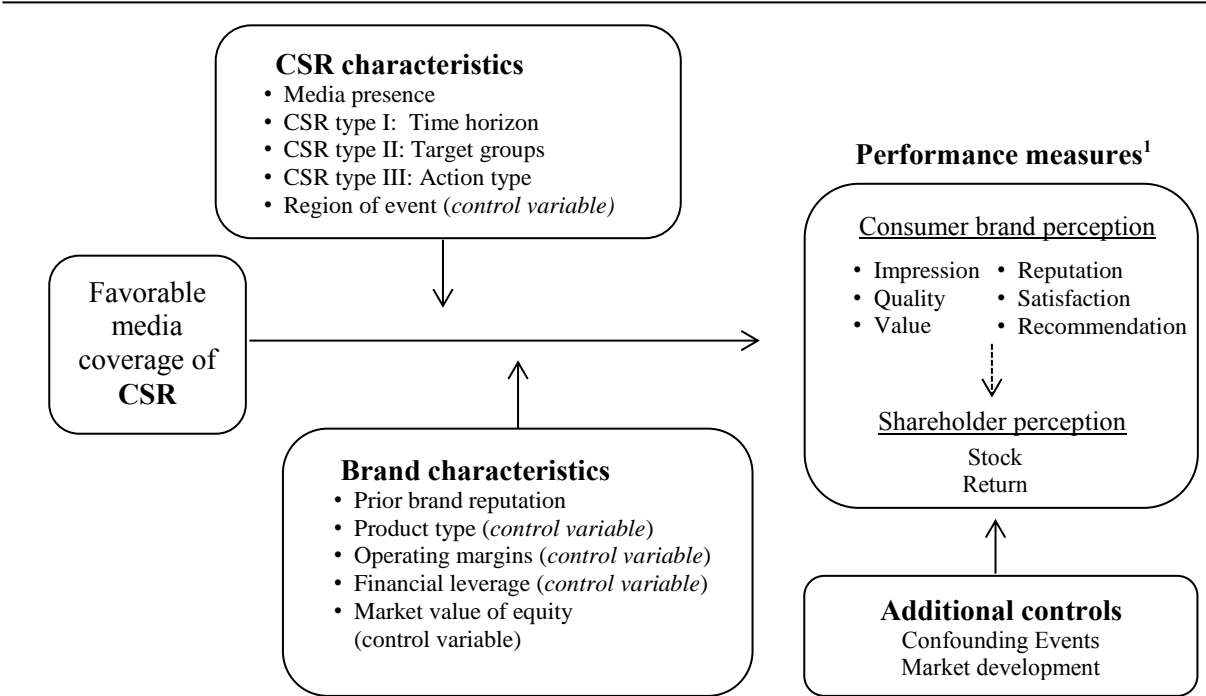 CSR characteristics
• Media presence
• CSR type I: Time horizon
• CSR type II: Target groups
• CSR type III: Action type
• Region of event (control variable)
Favorable
media
coverage of
CSR
Brand characteristics
• Prior brand reputation
• Product type (control variable)
• Operating margins (control variable)
• Financial leverage (control variable)
• Market value of equity
(control variable)
Performance measures¹
Consumer brand perception
• Impression • Reputation
• Quality • Satisfaction
• Value • Recommendation
Shareholder perception
Stock
Return
Additional controls
Confounding Events
Market development